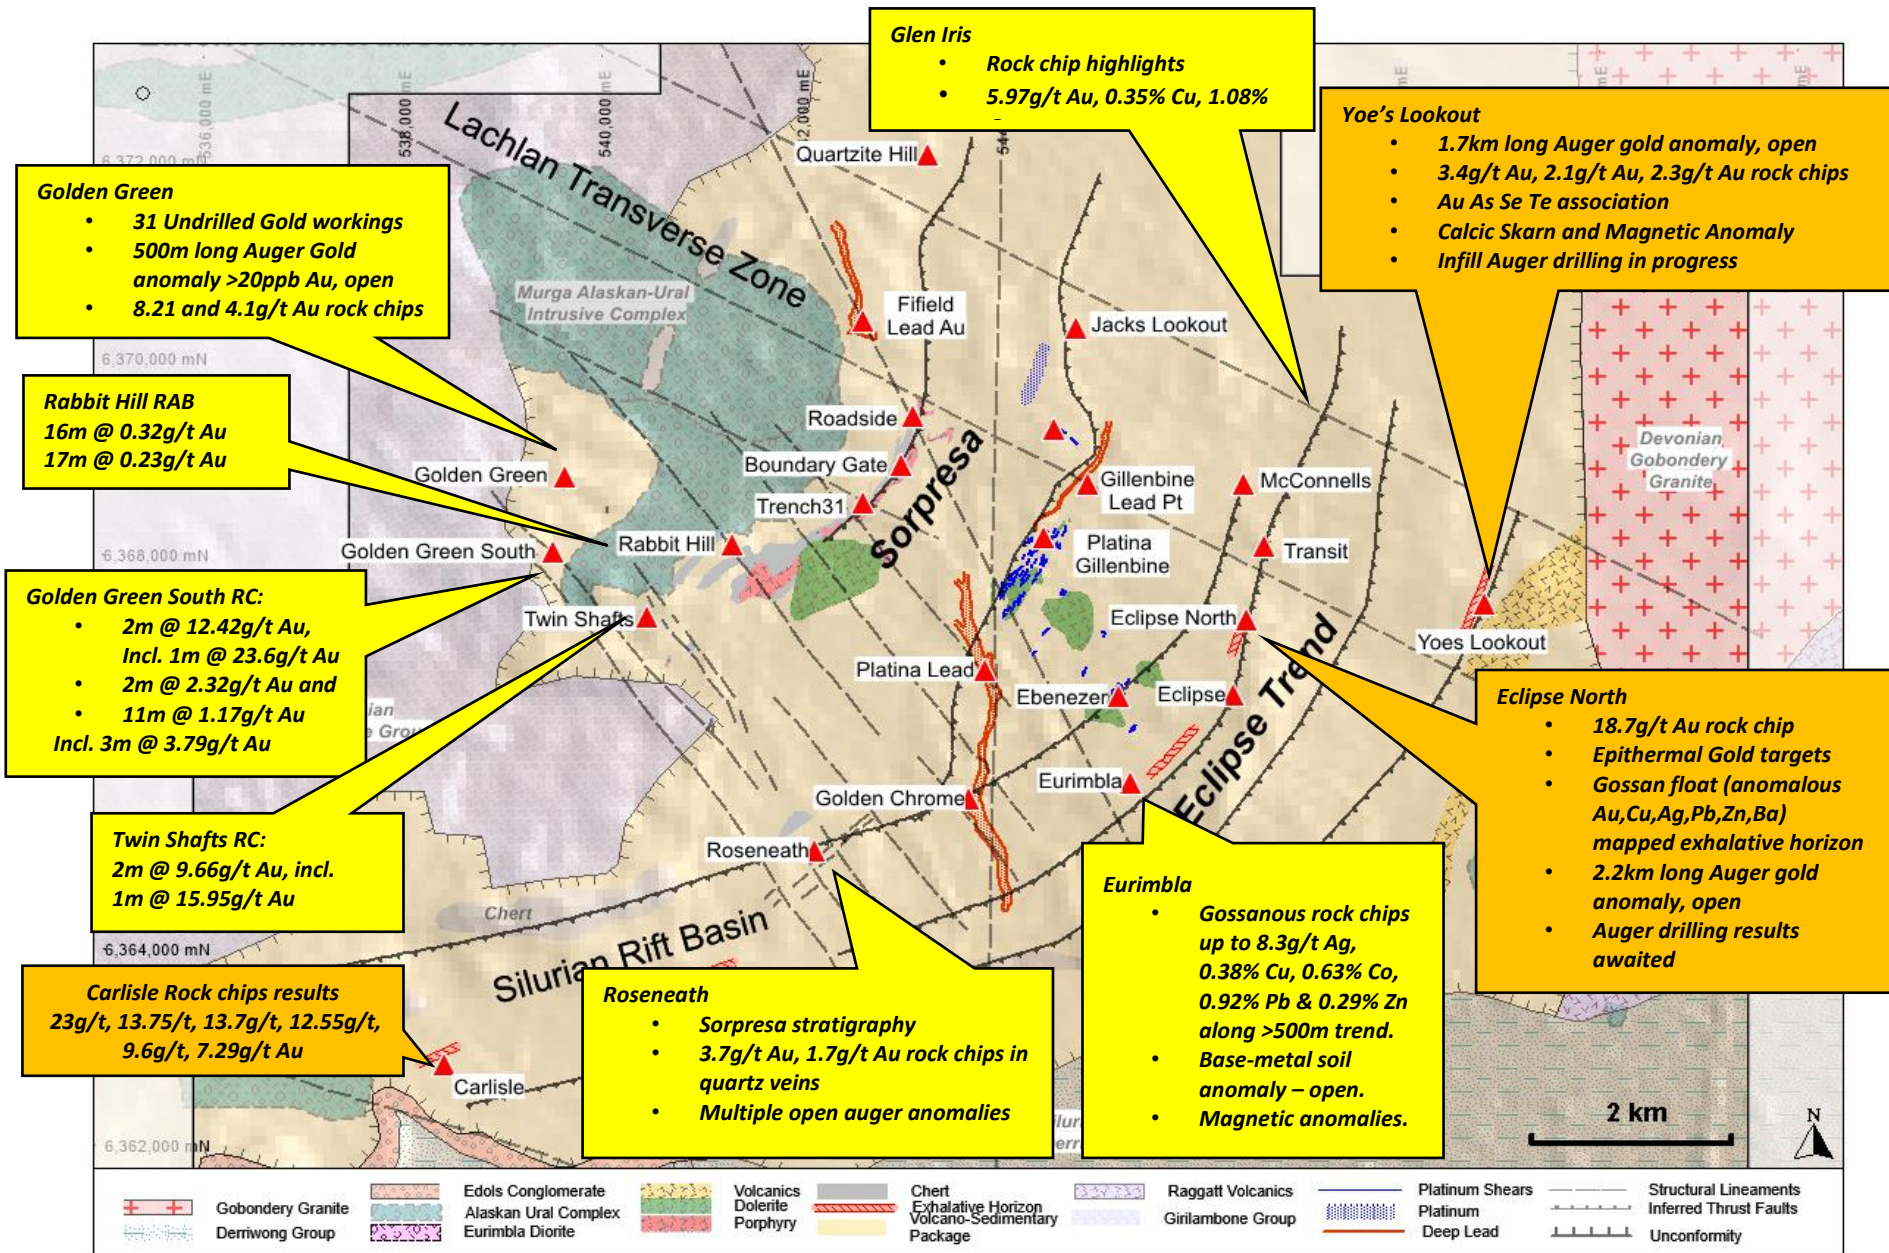 Glen Iris
• Rock chip highlights
• 5.97g/t Au, 0.35% Cu, 1.08%
Yoe's Lookout
• 1.7km long Auger gold anomaly, open
• 3.4g/t Au, 2.1g/t Au, 2.3g/t Au rock chips
• Au As Se Te association
• Calcic Skarn and Magnetic Anomaly
• Infill Auger drilling in progress
536,000 mE
538,000 mE
540,000 mE
mE
mE
mE
6,372,000 mN
Lachlan Transverse Zone
Quartzite Hill
Golden Green
• 31 Undrilled Gold workings
• 500m long Auger Gold
anomaly >20ppb Au, open
• 8.21 and 4.1g/t Au rock chips
Murga Alaskan-Ural
Intrusive Complex
Fifield
Lead Au
Jacks Lookout
6,370,000 mN
Rabbit Hill RAB
16m @ 0.32g/t Au
17m @ 0.23g/t Au
Roadside
Boundary Gate
Trench31
Sorpresa
Golden Green
Gillenbine
Lead Pt
McConnells
Devonian
Gobondery
Granite
6,368,000 mN
Golden Green South
Rabbit Hill
Platina
Gillenbine
Transit
Golden Green South RC:
• 2m @ 12.42g/t Au,
Incl. 1m @ 23.6g/t Au
• 2m @ 2.32g/t Au and
• 11m @ 1.17g/t Au
Incl. 3m @ 3.79g/t Au
Twin Shafts
Eclipse North
Yoes Lookout
Platina Lead
Ebenezer
Eclipse
Eclipse Trend
Eclipse North
• 18.7g/t Au rock chip
• Epithermal Gold targets
• Gossan float (anomalous
Au,Cu,Ag,Pb,Zn,Ba)
mapped exhalative horizon
• 2.2km long Auger gold
anomaly, open
• Auger drilling results
awaited
Golden Chrome
Eurimbla
Twin Shafts RC:
2m @ 9.66g/t Au, incl.
1m @ 15.95g/t Au
Roseneath
Chert
Silurian Rift Basin
6,364,000 mN
Eurimbla
• Gossanous rock chips
up to 8.3g/t Ag,
0.38% Cu, 0.63% Co,
0.92% Pb & 0.29% Zn
along >500m trend.
• Base-metal soil
anomaly – open.
• Magnetic anomalies.
Carlisle Rock chips results
23g/t, 13.75/t, 13.7g/t, 12.55g/t,
9.6g/t, 7.29g/t Au
Carlisle
Roseneath
• Sorpresa stratigraphy
• 3.7g/t Au, 1.7g/t Au rock chips in
quartz veins
• Multiple open auger anomalies
6,362,000 mN
2 km
N
Gobondery Granite
Derriwong Group
Edols Conglomerate
Alaskan Ural Complex
Eurimbla Diorite
Volcanics
Dolerite
Porphyry
Chert
Exhalative Horizon
Volcano-Sedimentary
Package
Raggatt Volcanics
Girilambone Group
Platinum Shears
Platinum
Deep Lead
Structural Lineaments
Inferred Thrust Faults
Unconformity